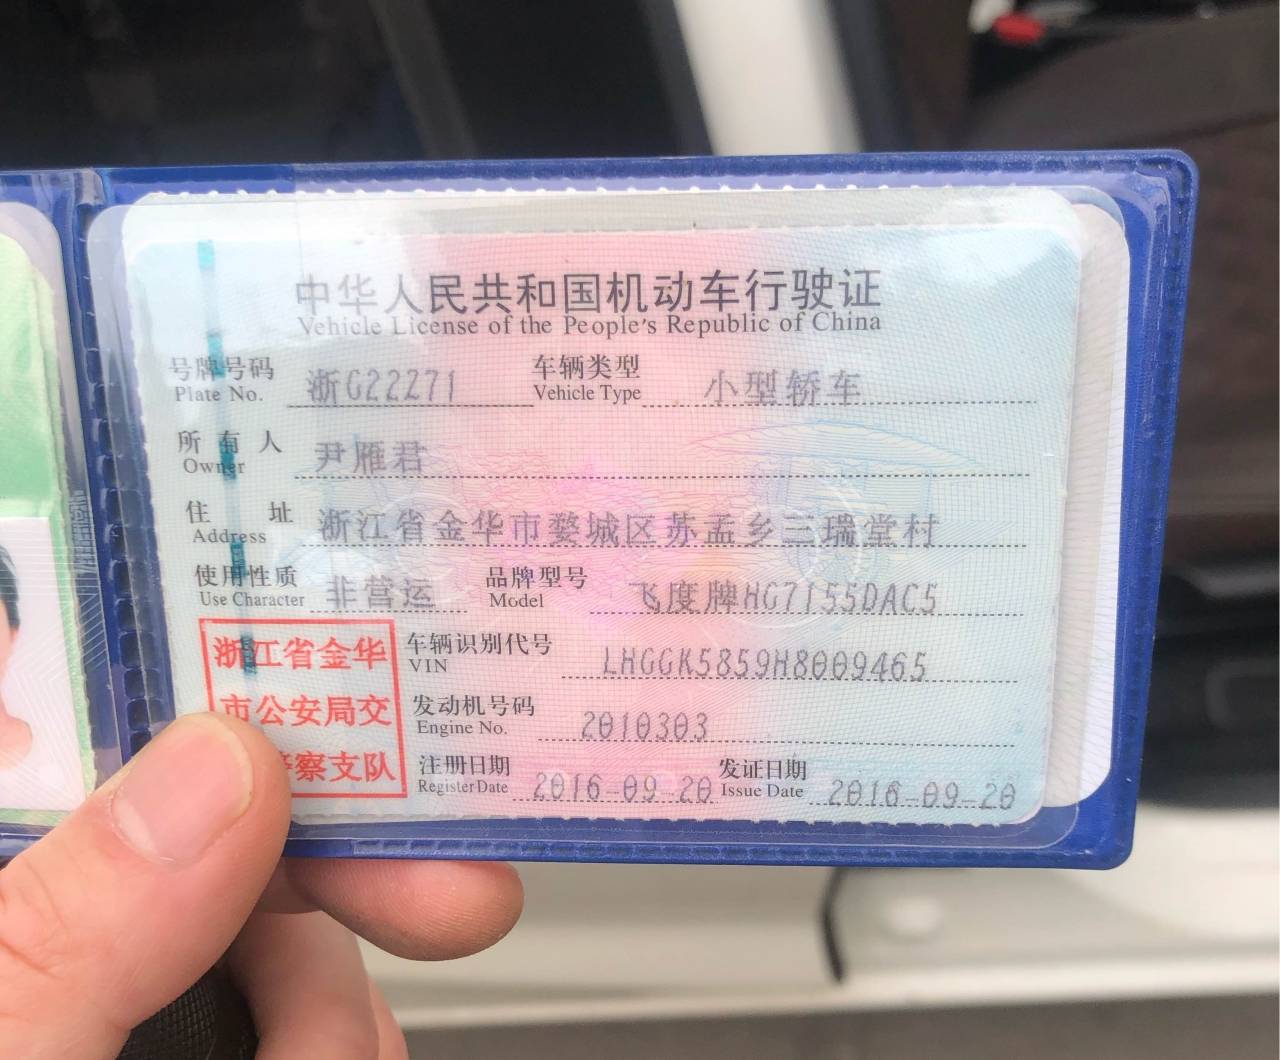 中华人民共和国机动车行驶证
Vehicle License of the People's Republic of China
号牌号码 浙G22271 车辆类型 小型轿车
Plate No. Vehicle Type
所有人 尹雁君
Owner
住址 浙江省金华市婺城区苏孟乡三瑞堂村
Address
使用性质 非营运 品牌型号 飞度牌HG7155DAC5
Use Character Model
浙江省金华
市公安局交
察支队
车辆识别代号 LHGGK5859H8009465
VIN
发动机号码 2010303
Engine No.
注册日期 2016-09-20 发证日期 2016-09-20
Register Date Issue Date